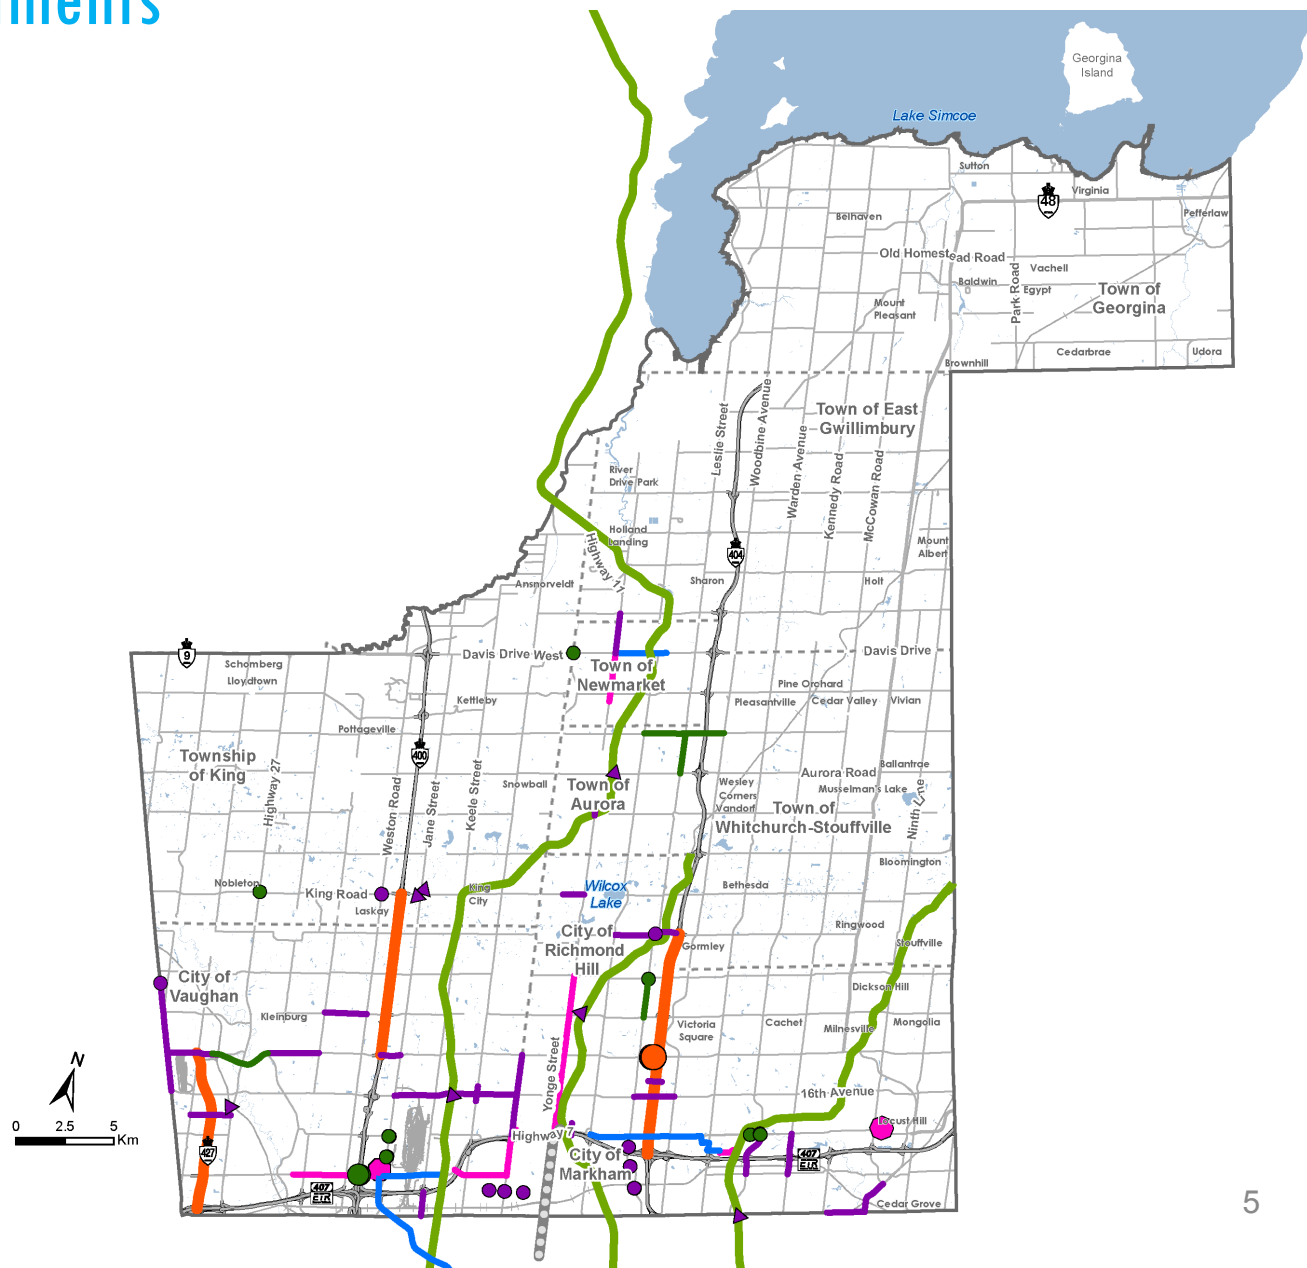 Georgina
Island
Lake Simcoe
Sutton
48
Virginia
Belhaven
Pefferlaw
Old Homestead Road
Vachell
Baldwin
Park Road
Egypt
Town of
Georgina
Mount
Pleasant
Cedarbrae
Udora
Brownhill
Town of East
Gwillimbury
Leslie Street
Woodbine Avenue
Warden Avenue
Kennedy Road
McCowan Road
River
Drive Park
Holland
Landing
Highway 11
404
Mount
Albert
Ansnorveldt
Sharon
Holt
9
Schomberg
Lloydtown
Davis Drive West
Davis Drive
Town of
Newmarket
Kettleby
Pine Orchard
Pleasantville
Cedar Valley
Vivian
Pottageville
Township
of King
Highway 27
400
Weston Road
Jane Street
Keele Street
Snowball
Town of
Aurora
Wesley
Corners
Vandorf
Aurora Road
Ballantrae
Musselman's Lake
Town of
Whitchurch-Stouffville
Ninth Line
Bloomington
Nobleton
King Road
Laskay
King
City
Wilcox
Lake
Bethesda
City of
Richmond
Hill
Gormley
Ringwood
Stouffville
City of
Vaughan
Kleinburg
Dickson Hill
Victoria
Square
Cachet
Milnesville
Mongolia
Yonge Street
16th Avenue
Locust Hill
Highway 7
City of
Markham
427
407
ETR
407
ETR
Cedar Grove
N
0 2.5 5
Km
5